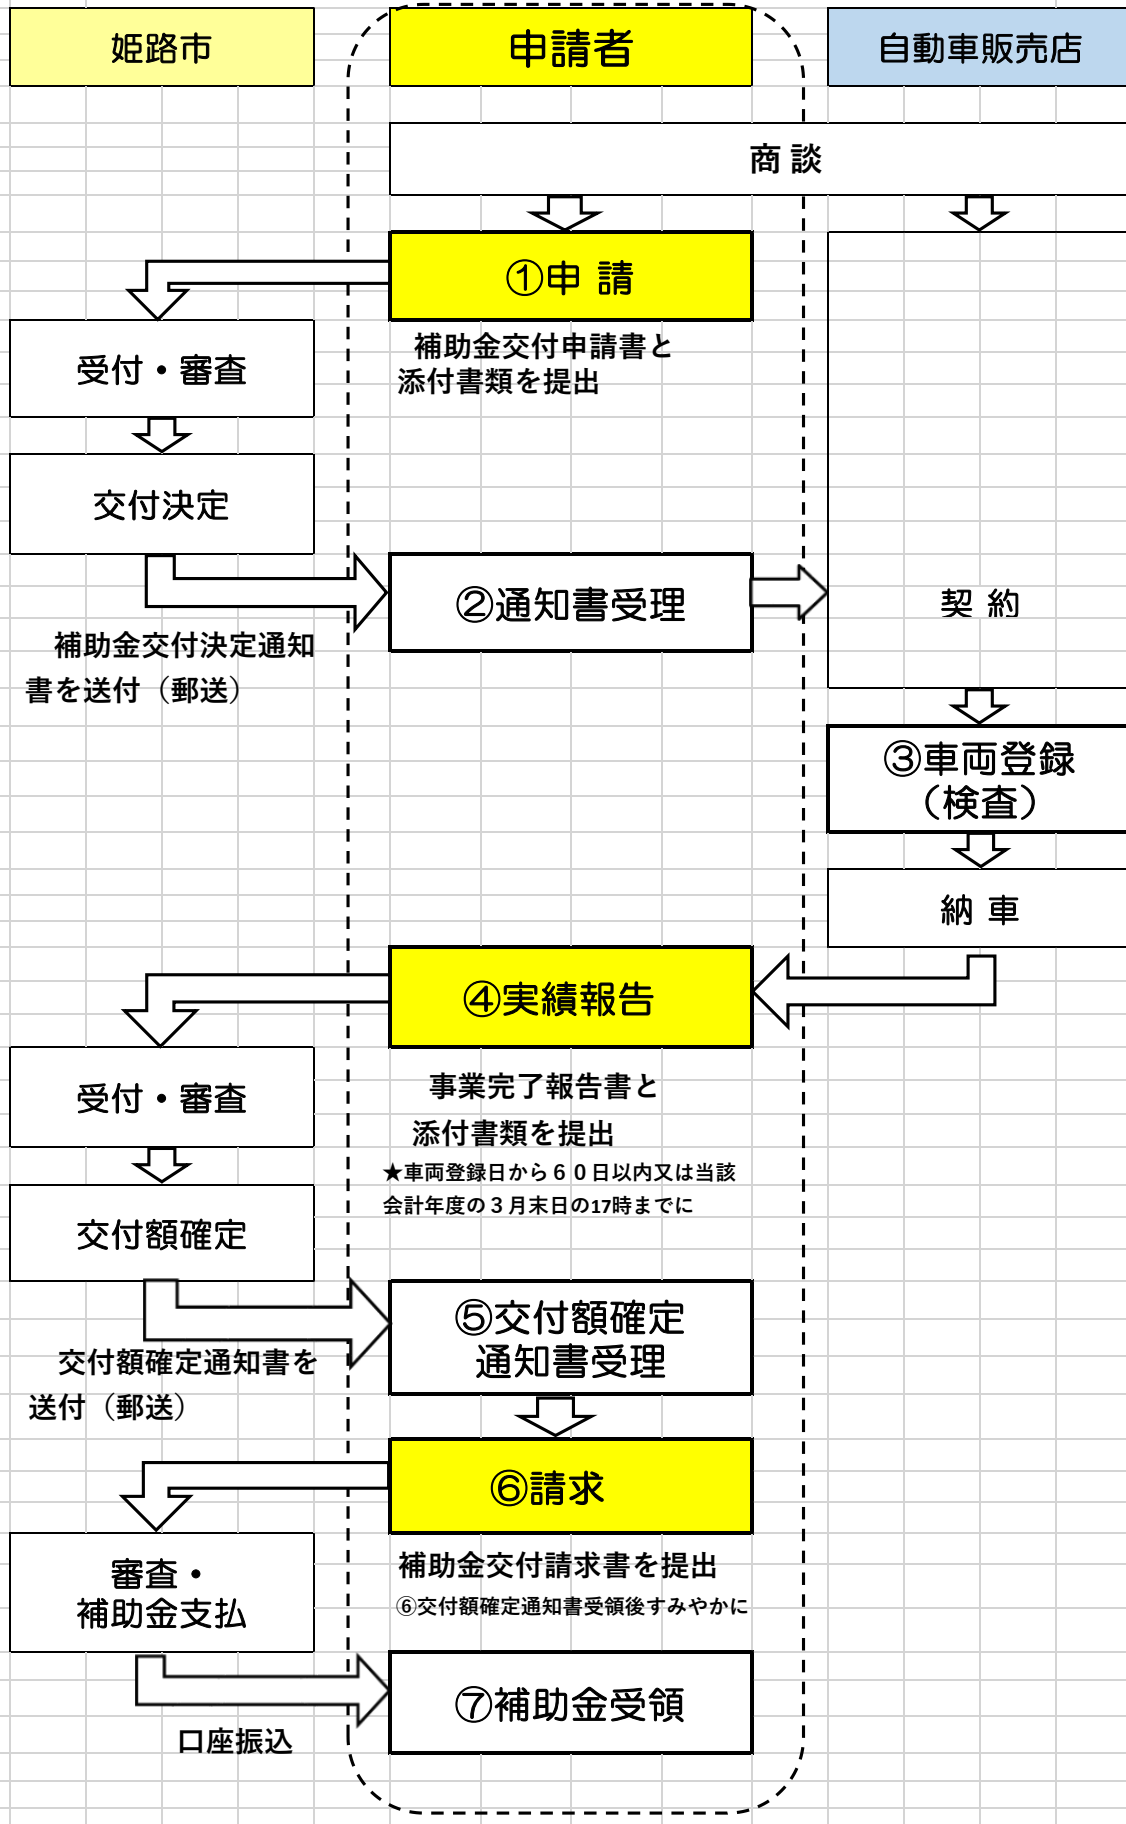 姫路市
申請者
自動車販売店
商 談
①申 請
補助金交付申請書と
添付書類を提出
受付・審査
交付決定
②通知書受理
契 約
補助金交付決定通知
書を送付（郵送）
③車両登録
（検査）
納 車
④実績報告
受付・審査
事業完了報告書と
添付書類を提出
★車両登録日から６０日以内又は当該
会計年度の３月末日の17時までに
交付額確定
⑤交付額確定
通知書受理
交付額確定通知書を
送付（郵送）
⑥請求
審査・
補助金支払
補助金交付請求書を提出
⑥交付額確定通知書受領後すみやかに
⑦補助金受領
口座振込